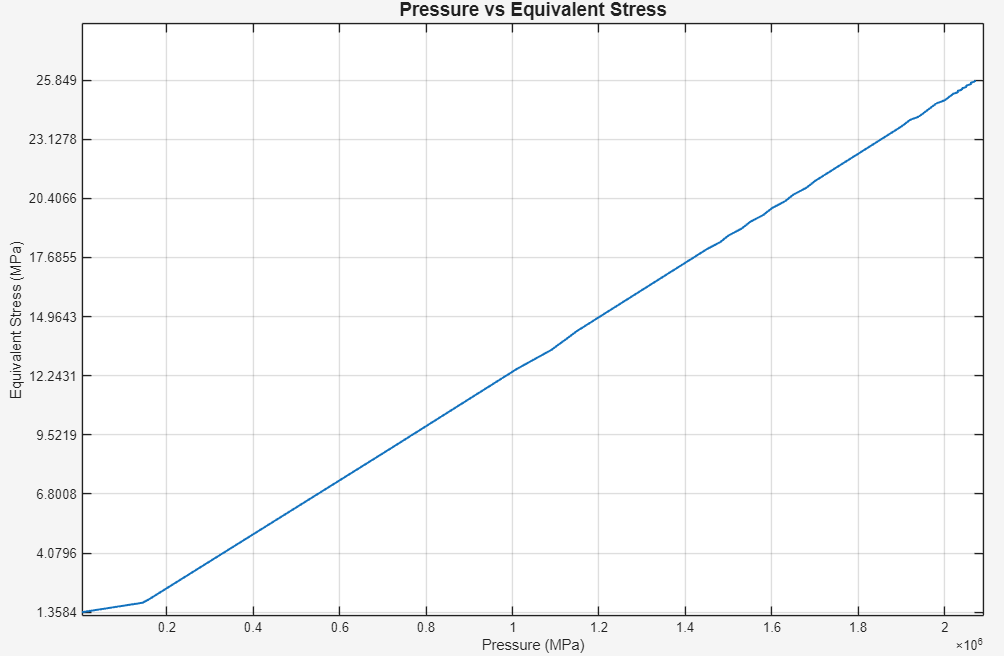 Pressure vs Equivalent Stress
25.849
23.1278
20.4066
17.6855
14.9643
12.2431
9.5219
6.8008
4.0796
1.3584
Equivalent Stress (MPa)
0.2 0.4 0.6 0.8 1 1.2 1.4 1.6 1.8 2
Pressure (MPa)
×10⁶